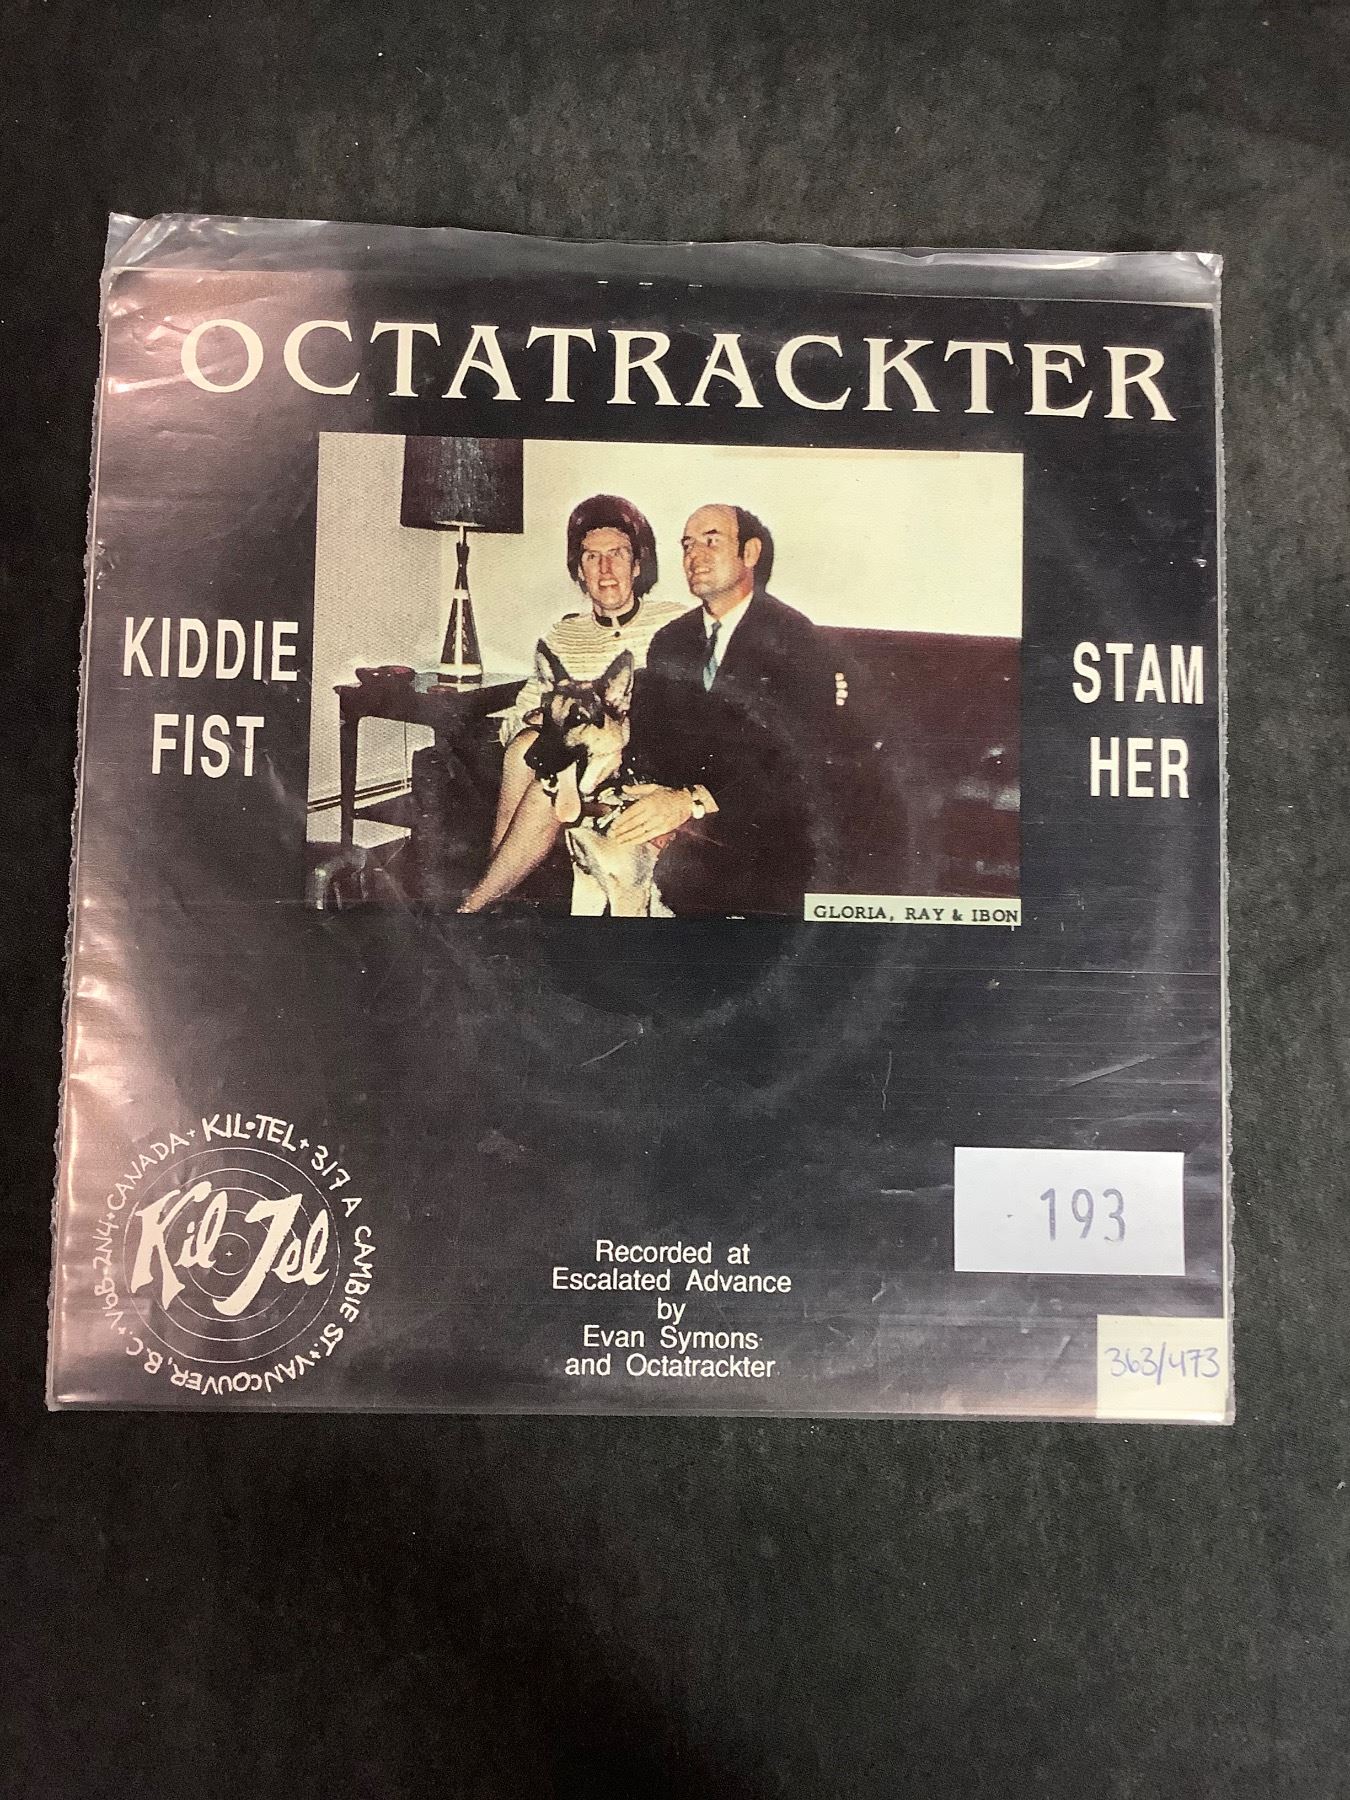 OCTATRACKTER
KIDDIE
FIST
STAM
HER
GLORIA, RAY & IBON
KIL•TEL+317 A CAMBIE ST.+VANCOUVER, B.C.+V6B-2N4+CANADA+
Kil Tel
Recorded at
Escalated Advance
by
Evan Symons
and Octatrackter
193
363/473